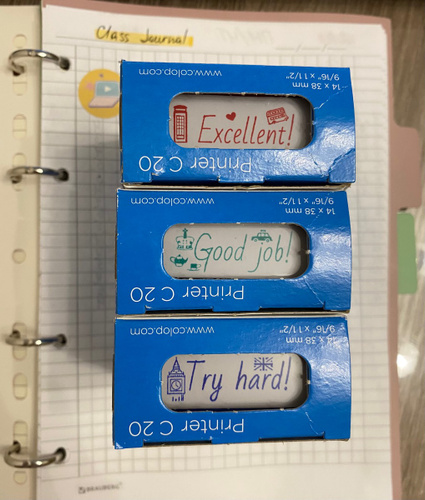 Class Journal
www.colop.com
14 x 38 mm
9/16" x 1 1/2"
Excellent!
Printer C 20
www.colop.com
14 x 38 mm
9/16" x 1 1/2"
Good job!
Printer C 20
www.colop.com
14 x 38 mm
9/16" x 1 1/2"
Try hard!
Printer C 20
BRAUBERG